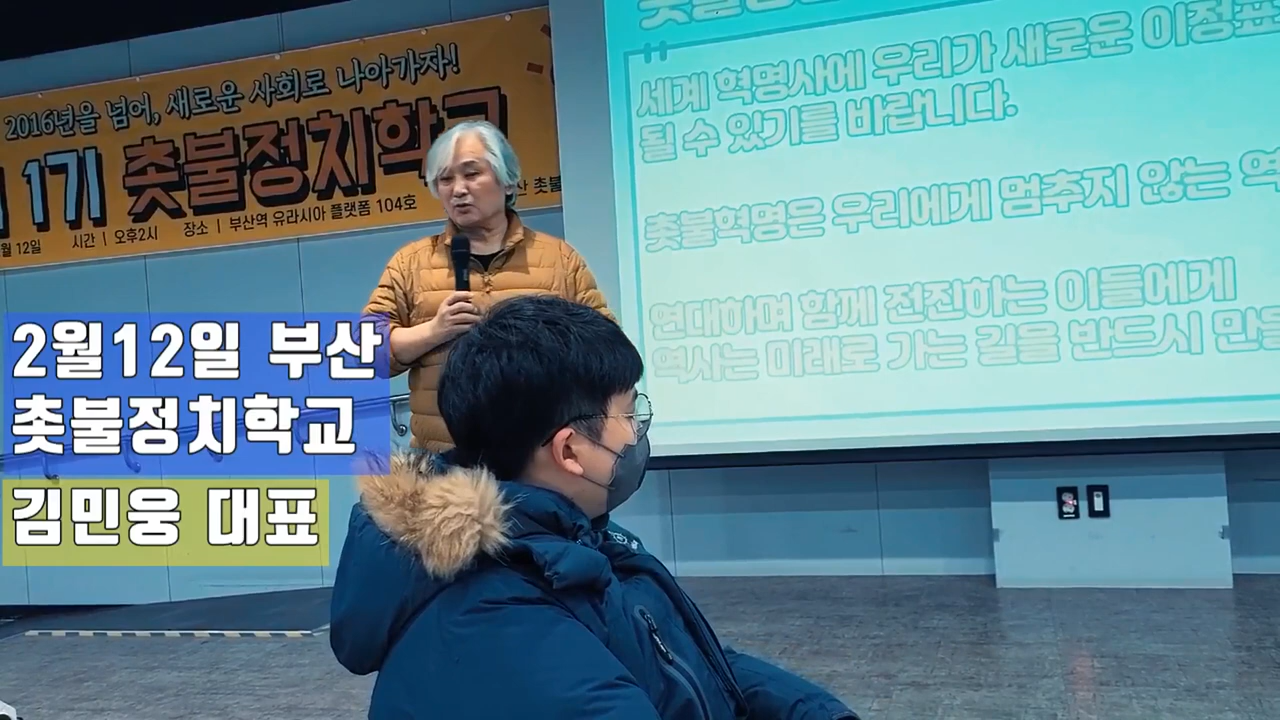 2016년을 넘어, 새로운 사회로 나아가자!
1기 촛불정치학교
월 12일 시간 | 오후2시 장소 | 부산역 유라시아 플랫폼 104호
산 촛불
세계 혁명사에 우리가 새로운 이정표
될 수 있기를 바랍니다.
촛불혁명은 우리에게 멈추지 않는
연대하며 함께 전진하는 이들에게
역사는 미래로 가는 길을 반드시
2월12일 부산
촛불정치학교
김민웅 대표